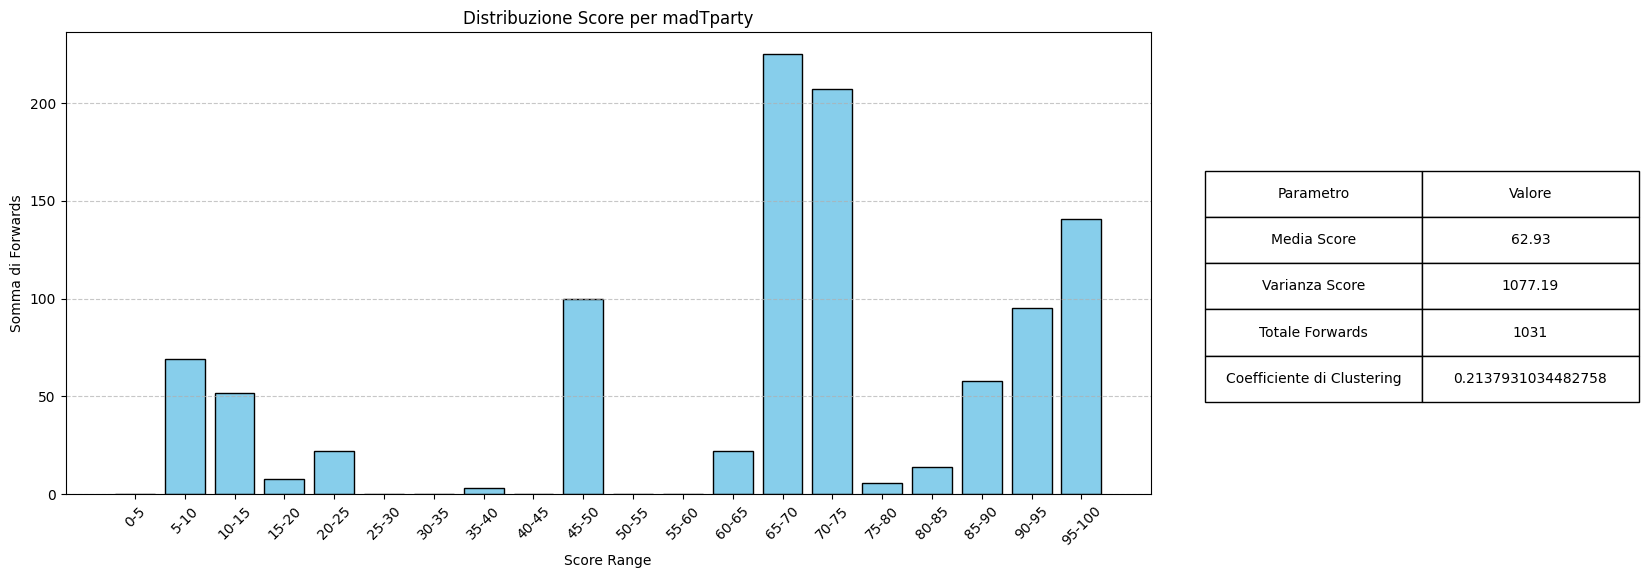 Distribuzione Score per madTparty
Somma di Forwards
200
150
100
50
0
0-5 5-10 10-15 15-20 20-25 25-30 30-35 35-40 40-45 45-50 50-55 55-60 60-65 65-70 70-75 75-80 80-85 85-90 90-95 95-100
Score Range
Parametro Valore
Media Score 62.93
Varianza Score 1077.19
Totale Forwards 1031
Coefficiente di Clustering 0.2137931034482758